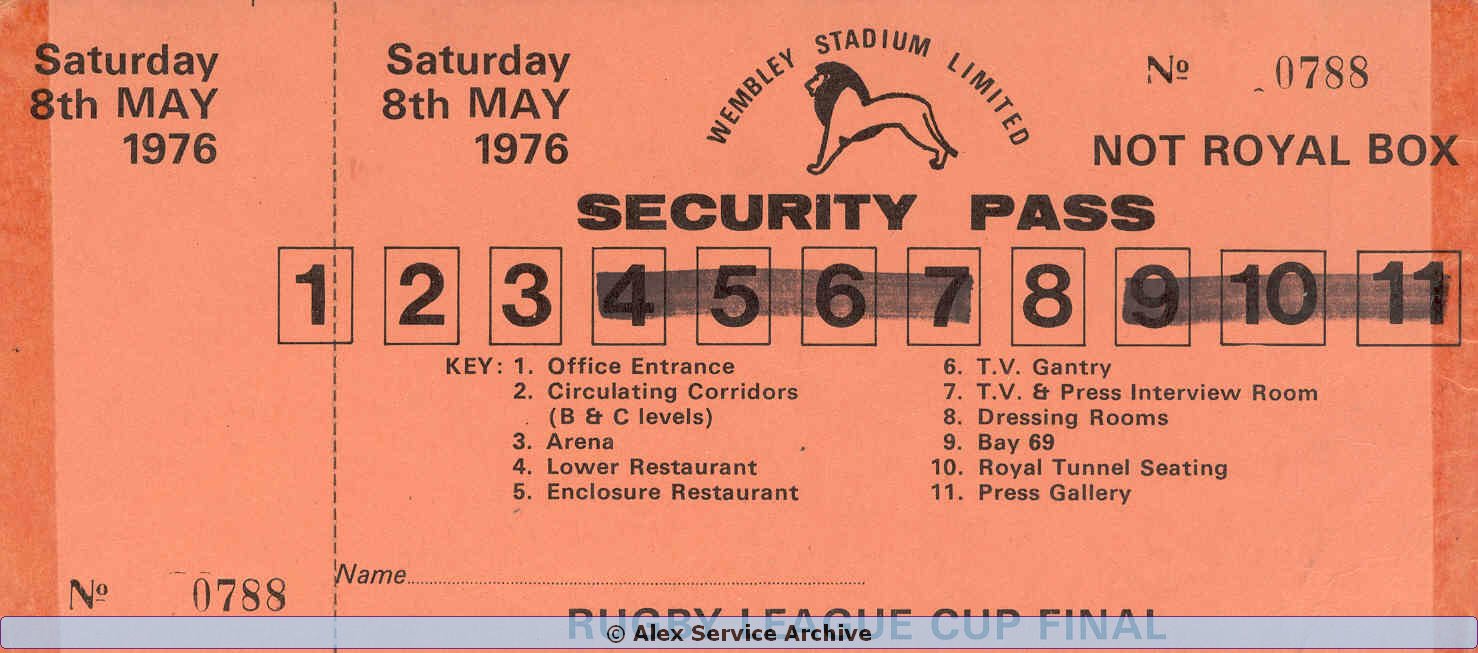 Saturday
8th MAY
1976
Nº 0788
Saturday
8th MAY
1976
WEMBLEY STADIUM LIMITED
Nº 0788
NOT ROYAL BOX
SECURITY PASS
1 2 3 4 5 6 7 8 9 10 11
KEY: 1. Office Entrance
2. Circulating Corridors
(B & C levels)
3. Arena
4. Lower Restaurant
5. Enclosure Restaurant
6. T.V. Gantry
7. T.V. & Press Interview Room
8. Dressing Rooms
9. Bay 69
10. Royal Tunnel Seating
11. Press Gallery
Name
RUGBY LEAGUE CUP FINAL
© Alex Service Archive